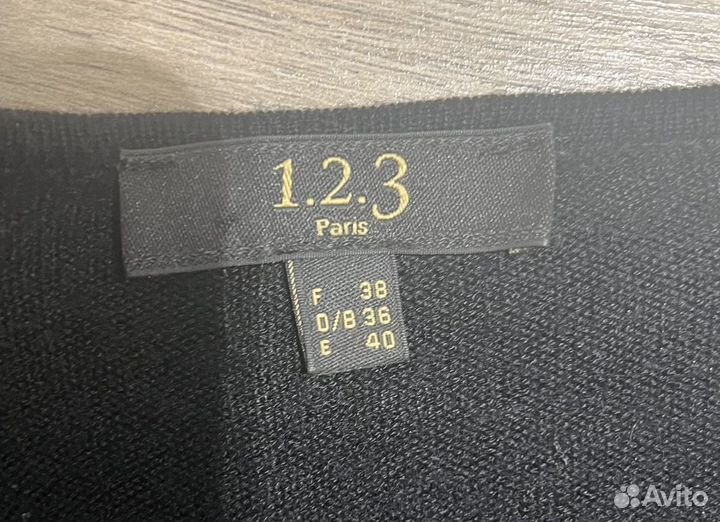 1.2.3
Paris
F 38
D/B 36
E 40
Avito